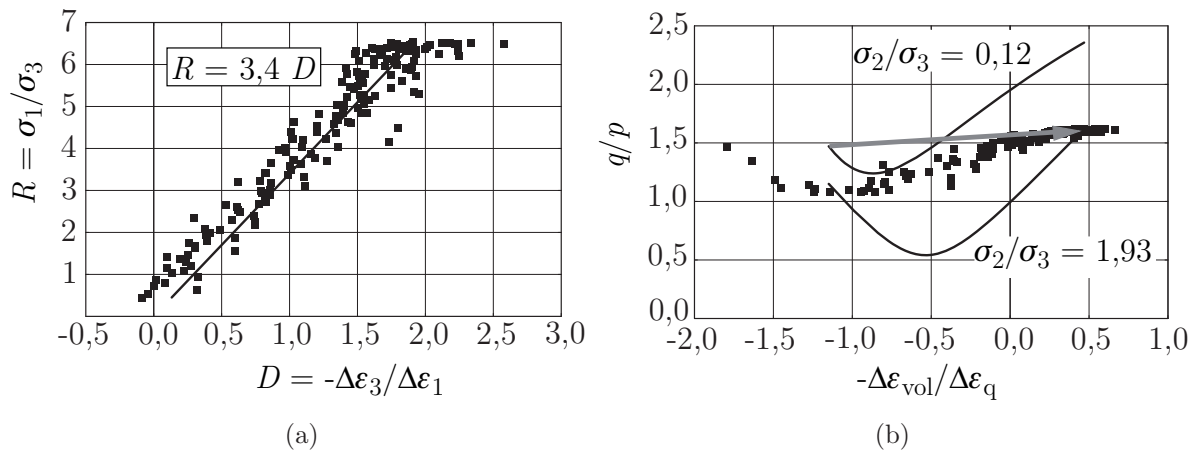 7
6
5
4
3
2
1
R = σ₁/σ₃
R = 3,4 D
-0,5 0,0 0,5 1,0 1,5 2,0 2,5 3,0
D = -Δε₃/Δε₁
(a)
2,5
2,0
1,5
1,0
0,5
0,0
q/p
σ₂/σ₃ = 0,12
σ₂/σ₃ = 1,93
-2,0 -1,5 -1,0 -0,5 0,0 0,5 1,0
-Δε_vol/Δε_q
(b)